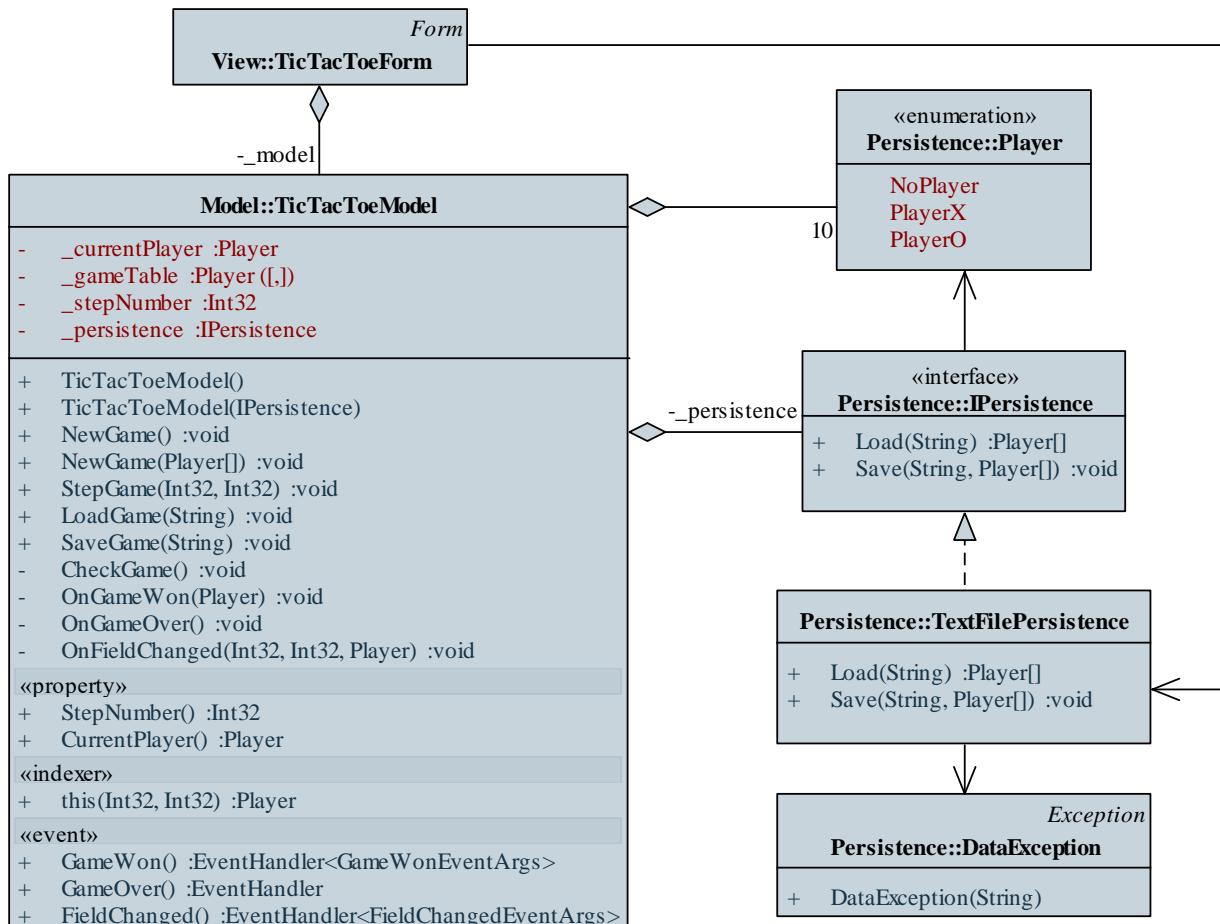 Form
View::TicTacToeForm
-_model
Model::TicTacToeModel
- _currentPlayer :Player
- _gameTable :Player ([,])
- _stepNumber :Int32
- _persistence :IPersistence
+ TicTacToeModel()
+ TicTacToeModel(IPersistence)
+ NewGame() :void
+ NewGame(Player[]) :void
+ StepGame(Int32, Int32) :void
+ LoadGame(String) :void
+ SaveGame(String) :void
- CheckGame() :void
- OnGameWon(Player) :void
- OnGameOver() :void
- OnFieldChanged(Int32, Int32, Player) :void
«property»
+ StepNumber() :Int32
+ CurrentPlayer() :Player
«indexer»
+ this(Int32, Int32) :Player
«event»
+ GameWon() :EventHandler<GameWonEventArgs>
+ GameOver() :EventHandler
+ FieldChanged() :EventHandler<FieldChangedEventArgs>
«enumeration»
Persistence::Player
NoPlayer
PlayerX
PlayerO
10
-_persistence
«interface»
Persistence::IPersistence
+ Load(String) :Player[]
+ Save(String, Player[]) :void
Persistence::TextFilePersistence
+ Load(String) :Player[]
+ Save(String, Player[]) :void
Exception
Persistence::DataException
+ DataException(String)